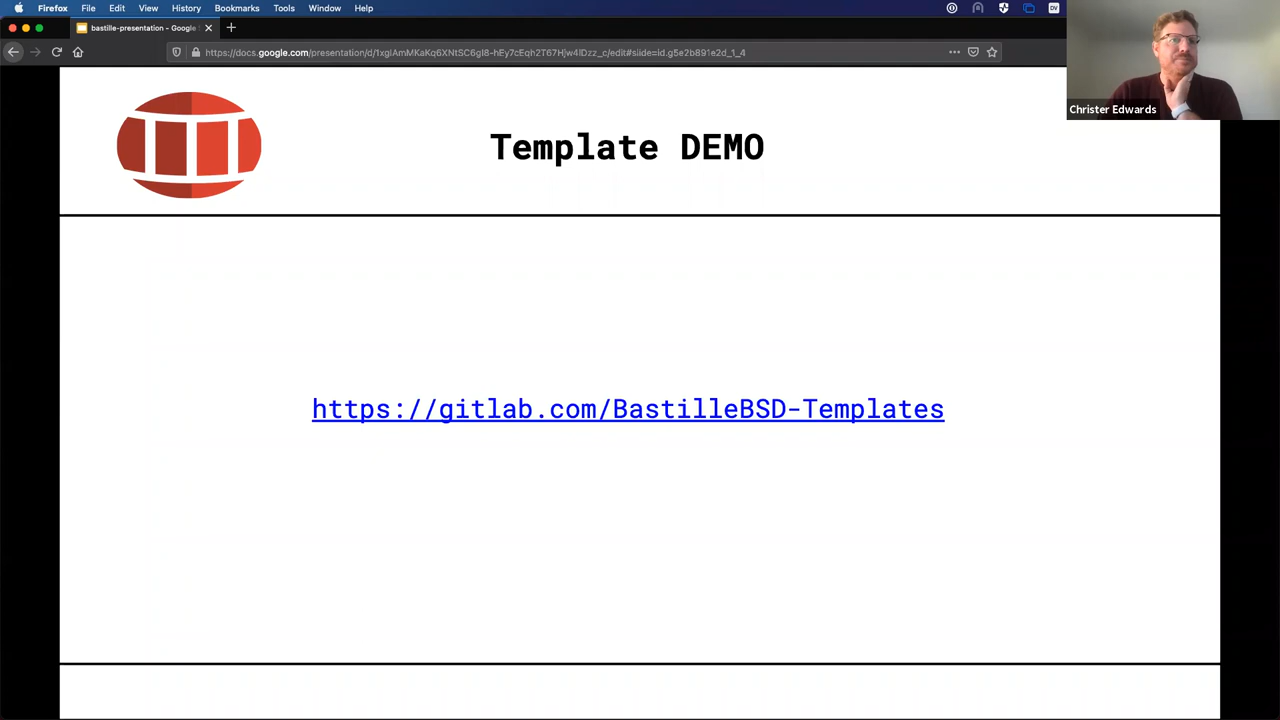 Firefox File Edit View History Bookmarks Tools Window Help
bastille-presentation - Google
Christer Edwards
Template DEMO
https://gitlab.com/BastilleBSD-Templates